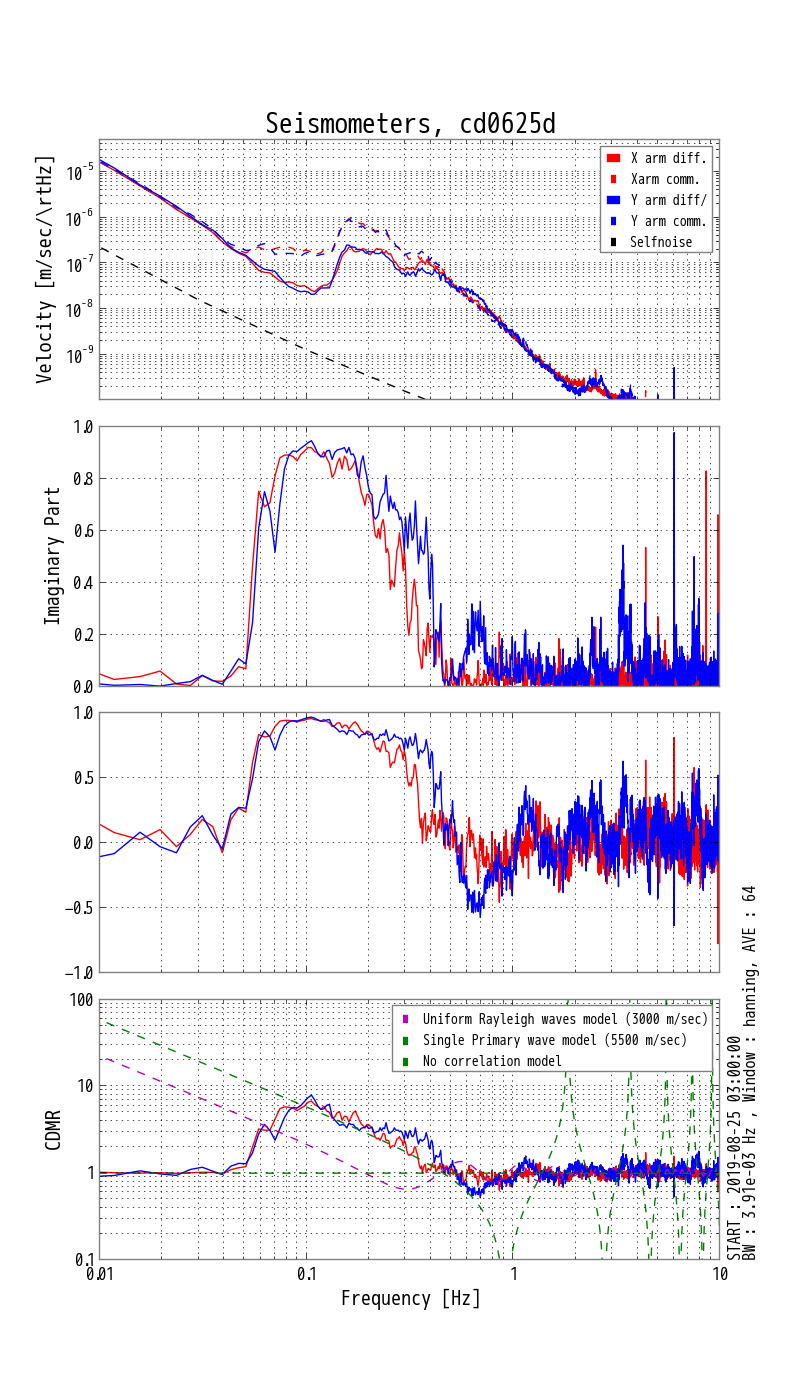 Seismometers, cd0625d
Velocity [m/sec/\rtHz]
10^-5
10^-6
10^-7
10^-8
10^-9
X arm diff.
Xarm comm.
Y arm diff/
Y arm comm.
Selfnoise
Imaginary Part
1.0
0.8
0.6
0.4
0.2
0.0
1.0
0.5
0.0
−0.5
−1.0
CDMR
100
10
1
0.1
Uniform Rayleigh waves model (3000 m/sec)
Single Primary wave model (5500 m/sec)
No correlation model
0.01
0.1
1
10
Frequency [Hz]
START : 2019-08-25 03:00:00
BW : 3.91e-03 Hz , Window : hanning, AVE : 64